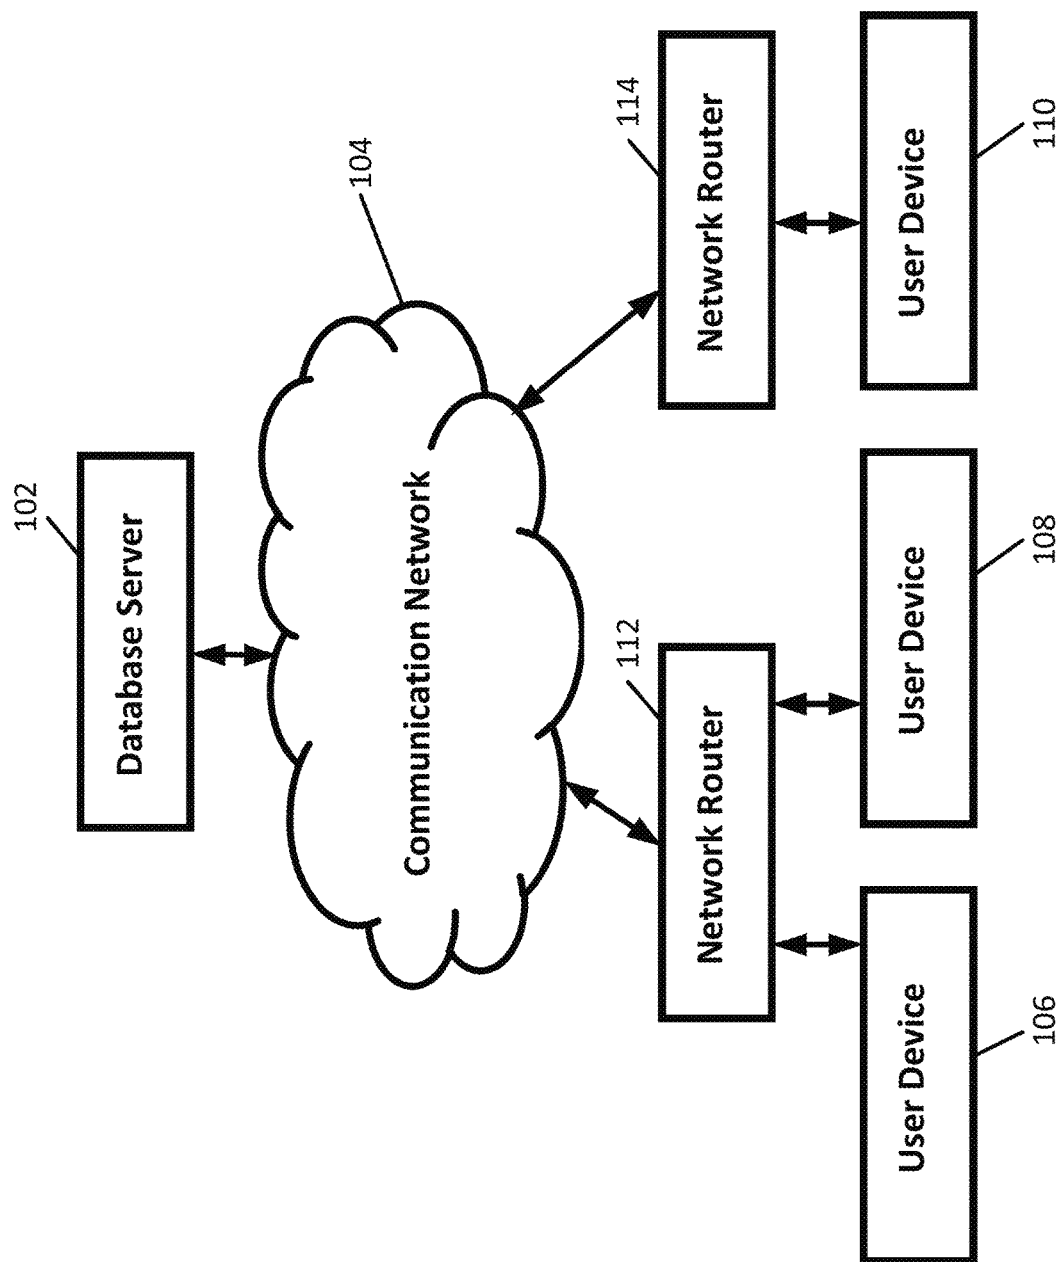 102
Database Server
104
Communication Network
112
Network Router
114
Network Router
User Device
User Device
User Device
106
108
110